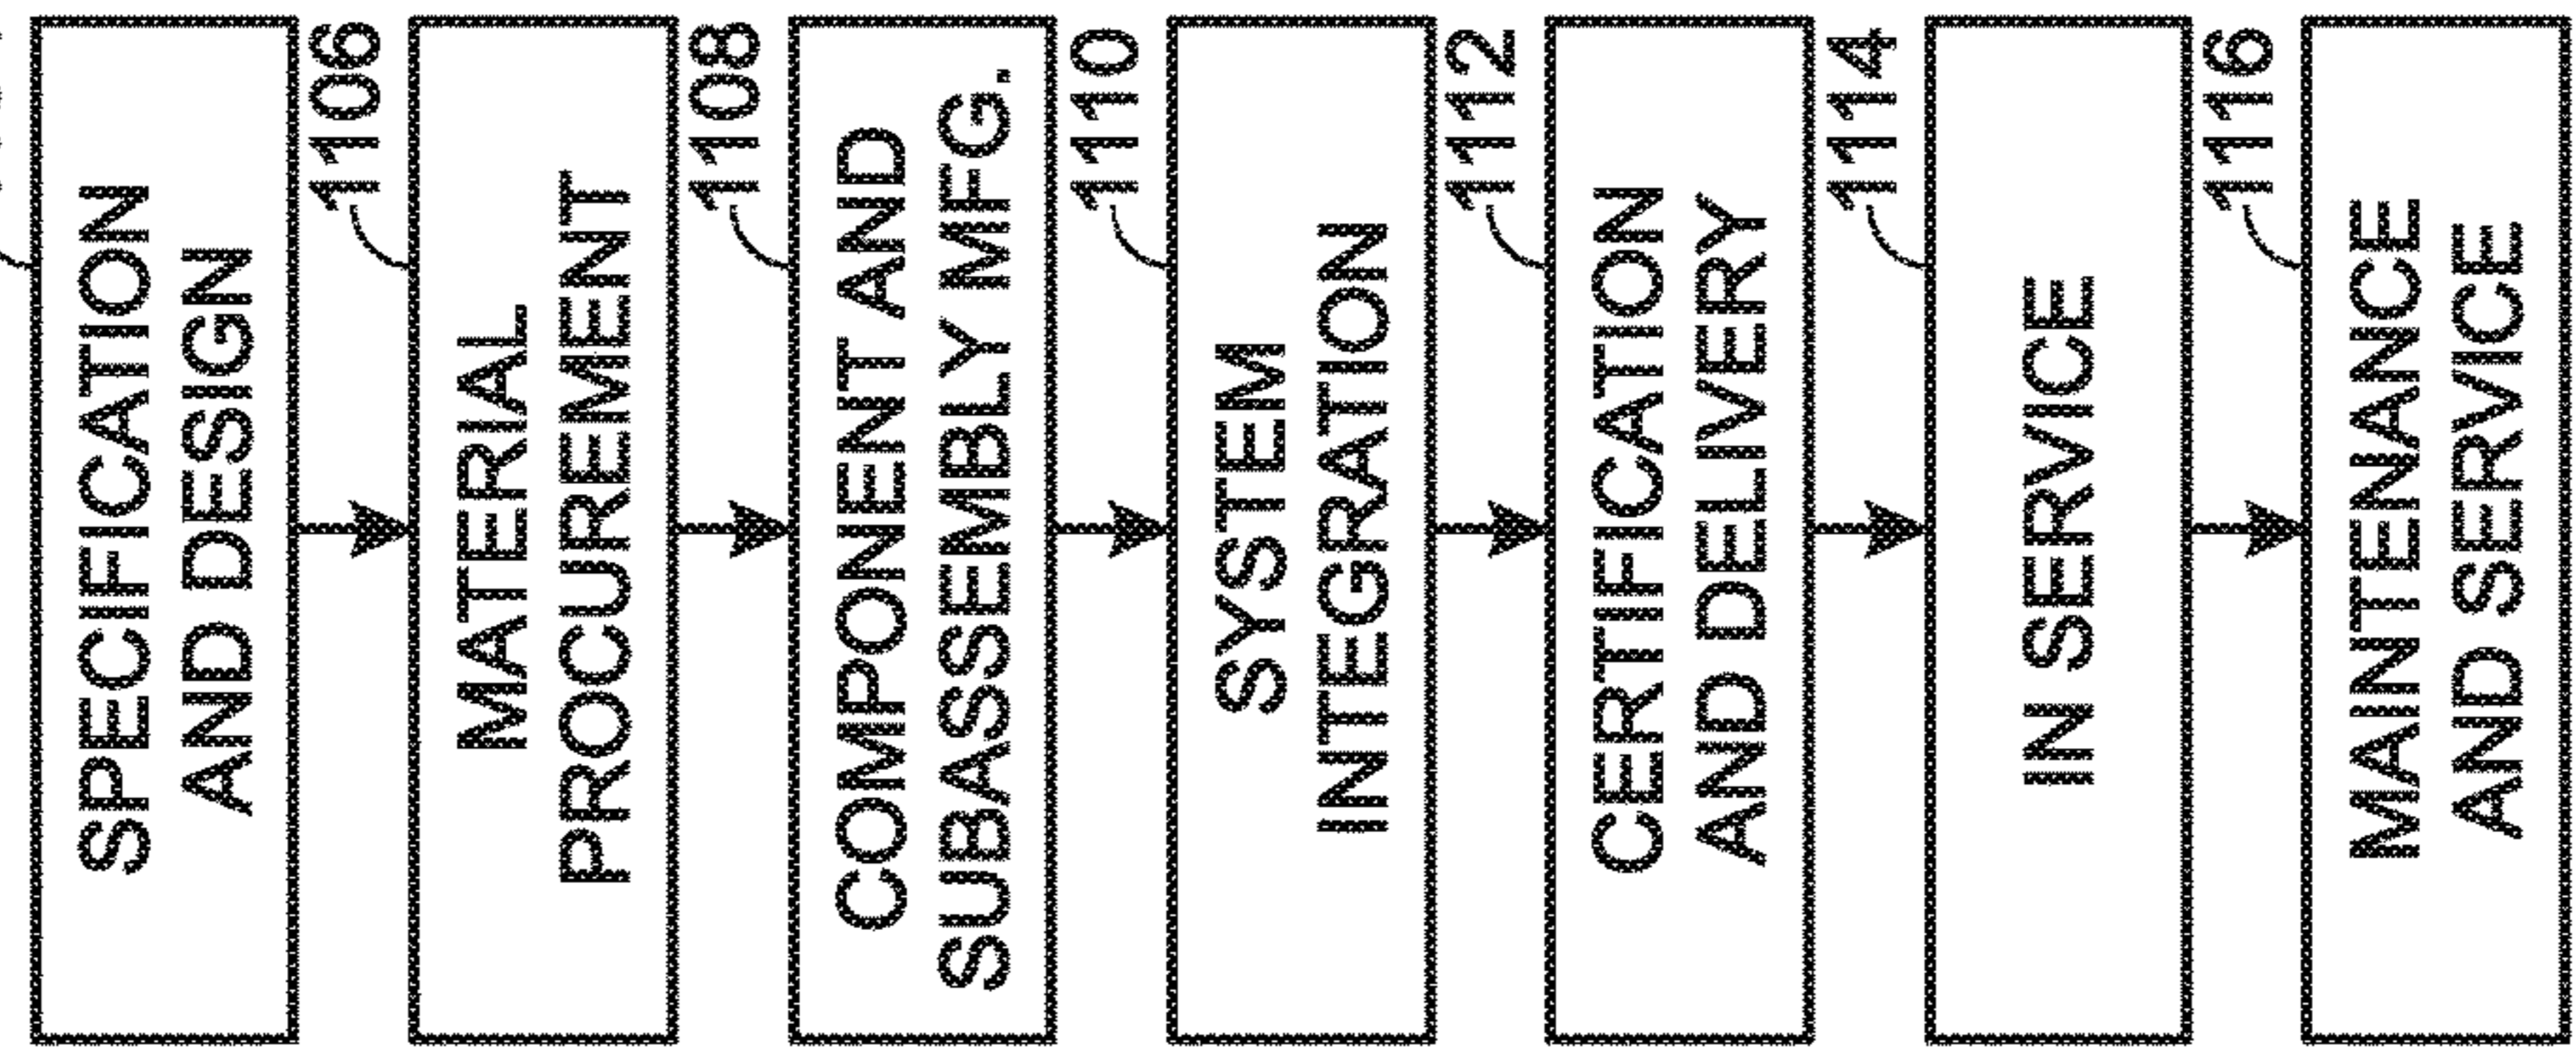 SPECIFICATION
AND DESIGN
1106
MATERIAL
PROCUREMENT
1108
COMPONENT AND
SUBASSEMBLY MFG.
1110
SYSTEM
INTEGRATION
1112
CERTIFICATION
AND DELIVERY
1114
IN SERVICE
1116
MAINTENANCE
AND SERVICE